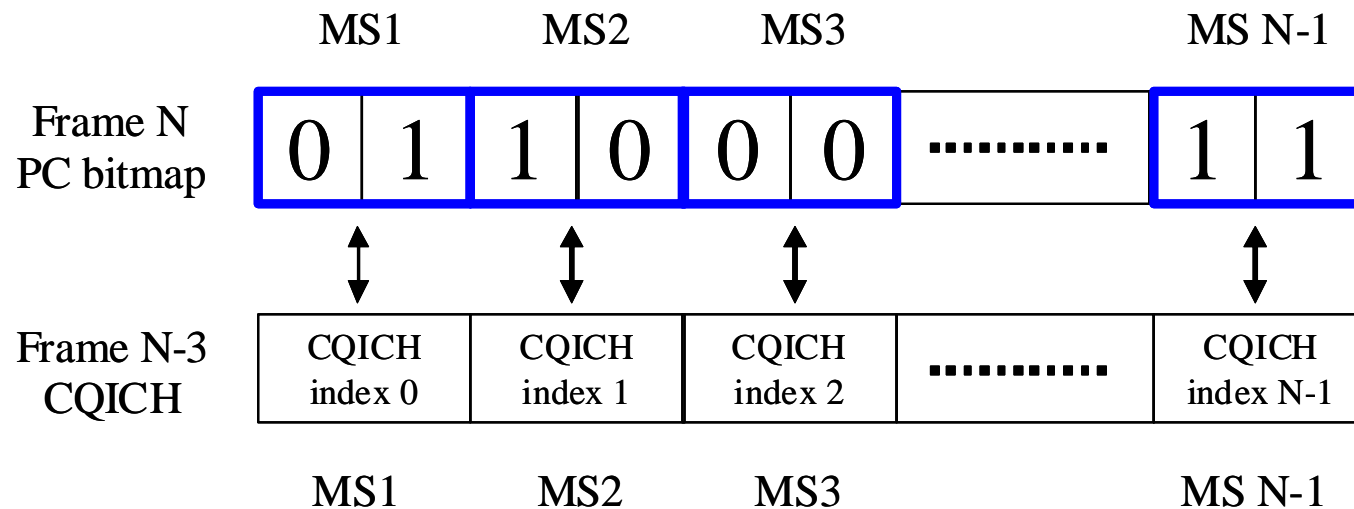 MS1 MS2 MS3 MS N-1
Frame N
PC bitmap
0 1 1 0 0 0 ........... 1 1
Frame N-3
CQICH
CQICH index 0
CQICH index 1
CQICH index 2
...........
CQICH index N-1
MS1 MS2 MS3 MS N-1